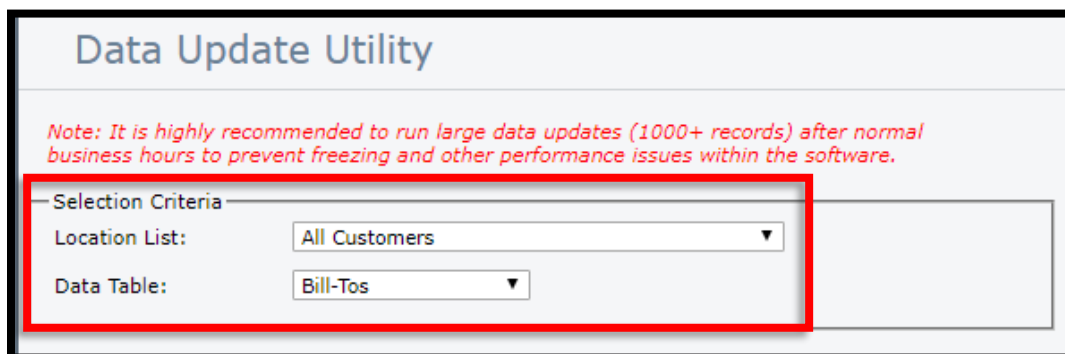 Data Update Utility
Note: It is highly recommended to run large data updates (1000+ records) after normal
business hours to prevent freezing and other performance issues within the software.
Selection Criteria
Location List: All Customers
Data Table: Bill-Tos